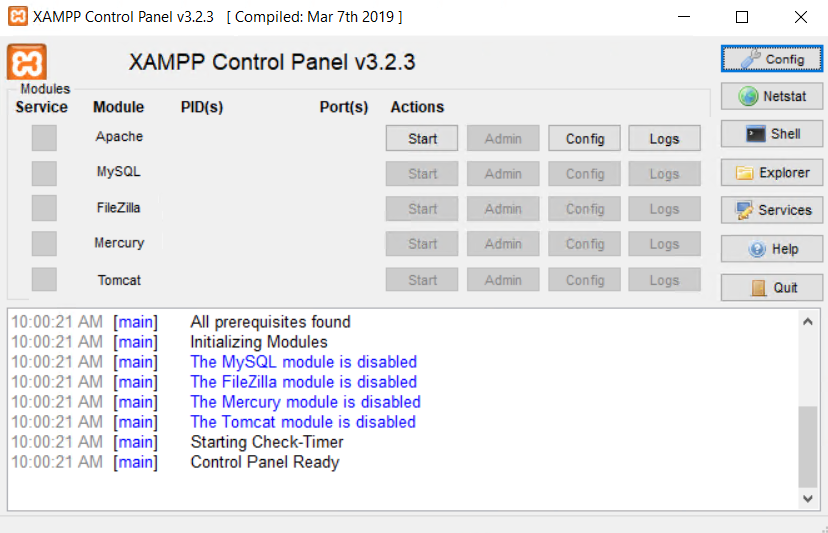 XAMPP Control Panel v3.2.3 [ Compiled: Mar 7th 2019 ]
XAMPP Control Panel v3.2.3
Config
Modules
Service Module PID(s) Port(s) Actions
Netstat
Apache Start Admin Config Logs
Shell
MySQL Start Admin Config Logs
Explorer
FileZilla Start Admin Config Logs
Services
Mercury Start Admin Config Logs
Help
Tomcat Start Admin Config Logs
Quit
10:00:21 AM [main] All prerequisites found
10:00:21 AM [main] Initializing Modules
10:00:21 AM [main] The MySQL module is disabled
10:00:21 AM [main] The FileZilla module is disabled
10:00:21 AM [main] The Mercury module is disabled
10:00:21 AM [main] The Tomcat module is disabled
10:00:21 AM [main] Starting Check-Timer
10:00:21 AM [main] Control Panel Ready